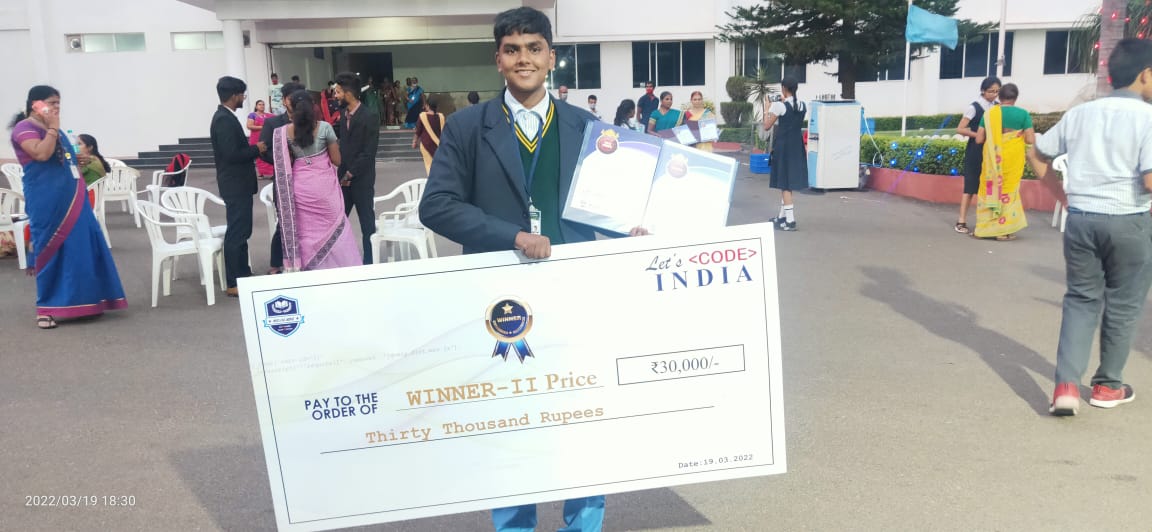 Let's <CODE>
INDIA
WINNER
₹30,000/-
PAY TO THE
ORDER OF
WINNER-II Price
Thirty Thousand Rupees
Date:19.03.2022
2022/03/19 18:30